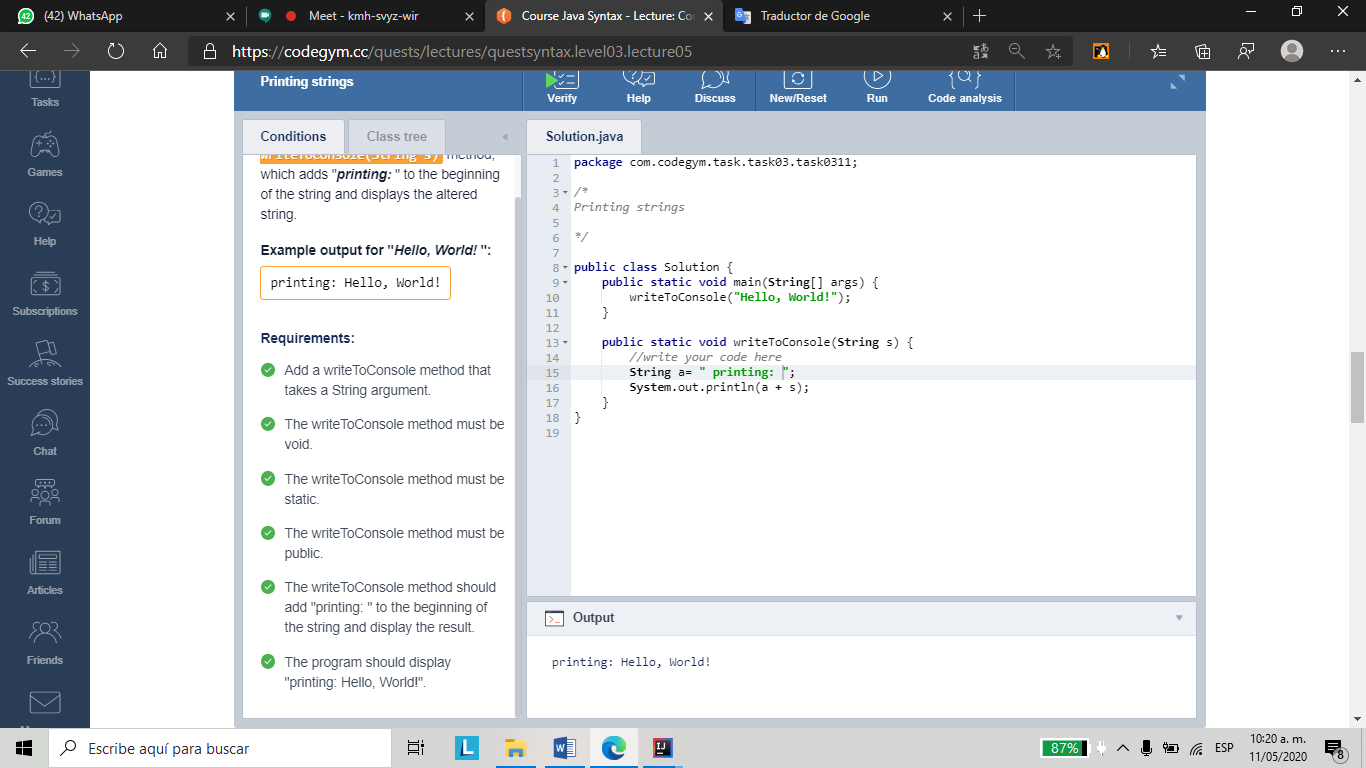 (42) WhatsApp
Meet - kmh-svyz-wir
Course Java Syntax - Lecture: Co
Traductor de Google
https://codegym.cc/quests/lectures/questsyntax.level03.lecture05
Tasks
Games
Help
Subscriptions
Success stories
Chat
Forum
Articles
Friends
Printing strings
Verify
Help
Discuss
New/Reset
Run
Code analysis
Conditions
Class tree
writeToConsole(String s) method,
which adds "printing: " to the beginning
of the string and displays the altered
string.
Example output for "Hello, World! ":
printing: Hello, World!
Requirements:
Add a writeToConsole method that
takes a String argument.
The writeToConsole method must be
void.
The writeToConsole method must be
static.
The writeToConsole method must be
public.
The writeToConsole method should
add "printing: " to the beginning of
the string and display the result.
The program should display
"printing: Hello, World!".
Solution.java
1 package com.codegym.task.task03.task0311;
2
3 /*
4 Printing strings
5
6 */
7
8 public class Solution {
9 public static void main(String[] args) {
10 writeToConsole("Hello, World!");
11 }
12
13 public static void writeToConsole(String s) {
14 //write your code here
15 String a= " printing: ";
16 System.out.println(a + s);
17 }
18 }
19
Output
printing: Hello, World!
Escribe aquí para buscar
87%
ESP
10:20 a. m.
11/05/2020
8